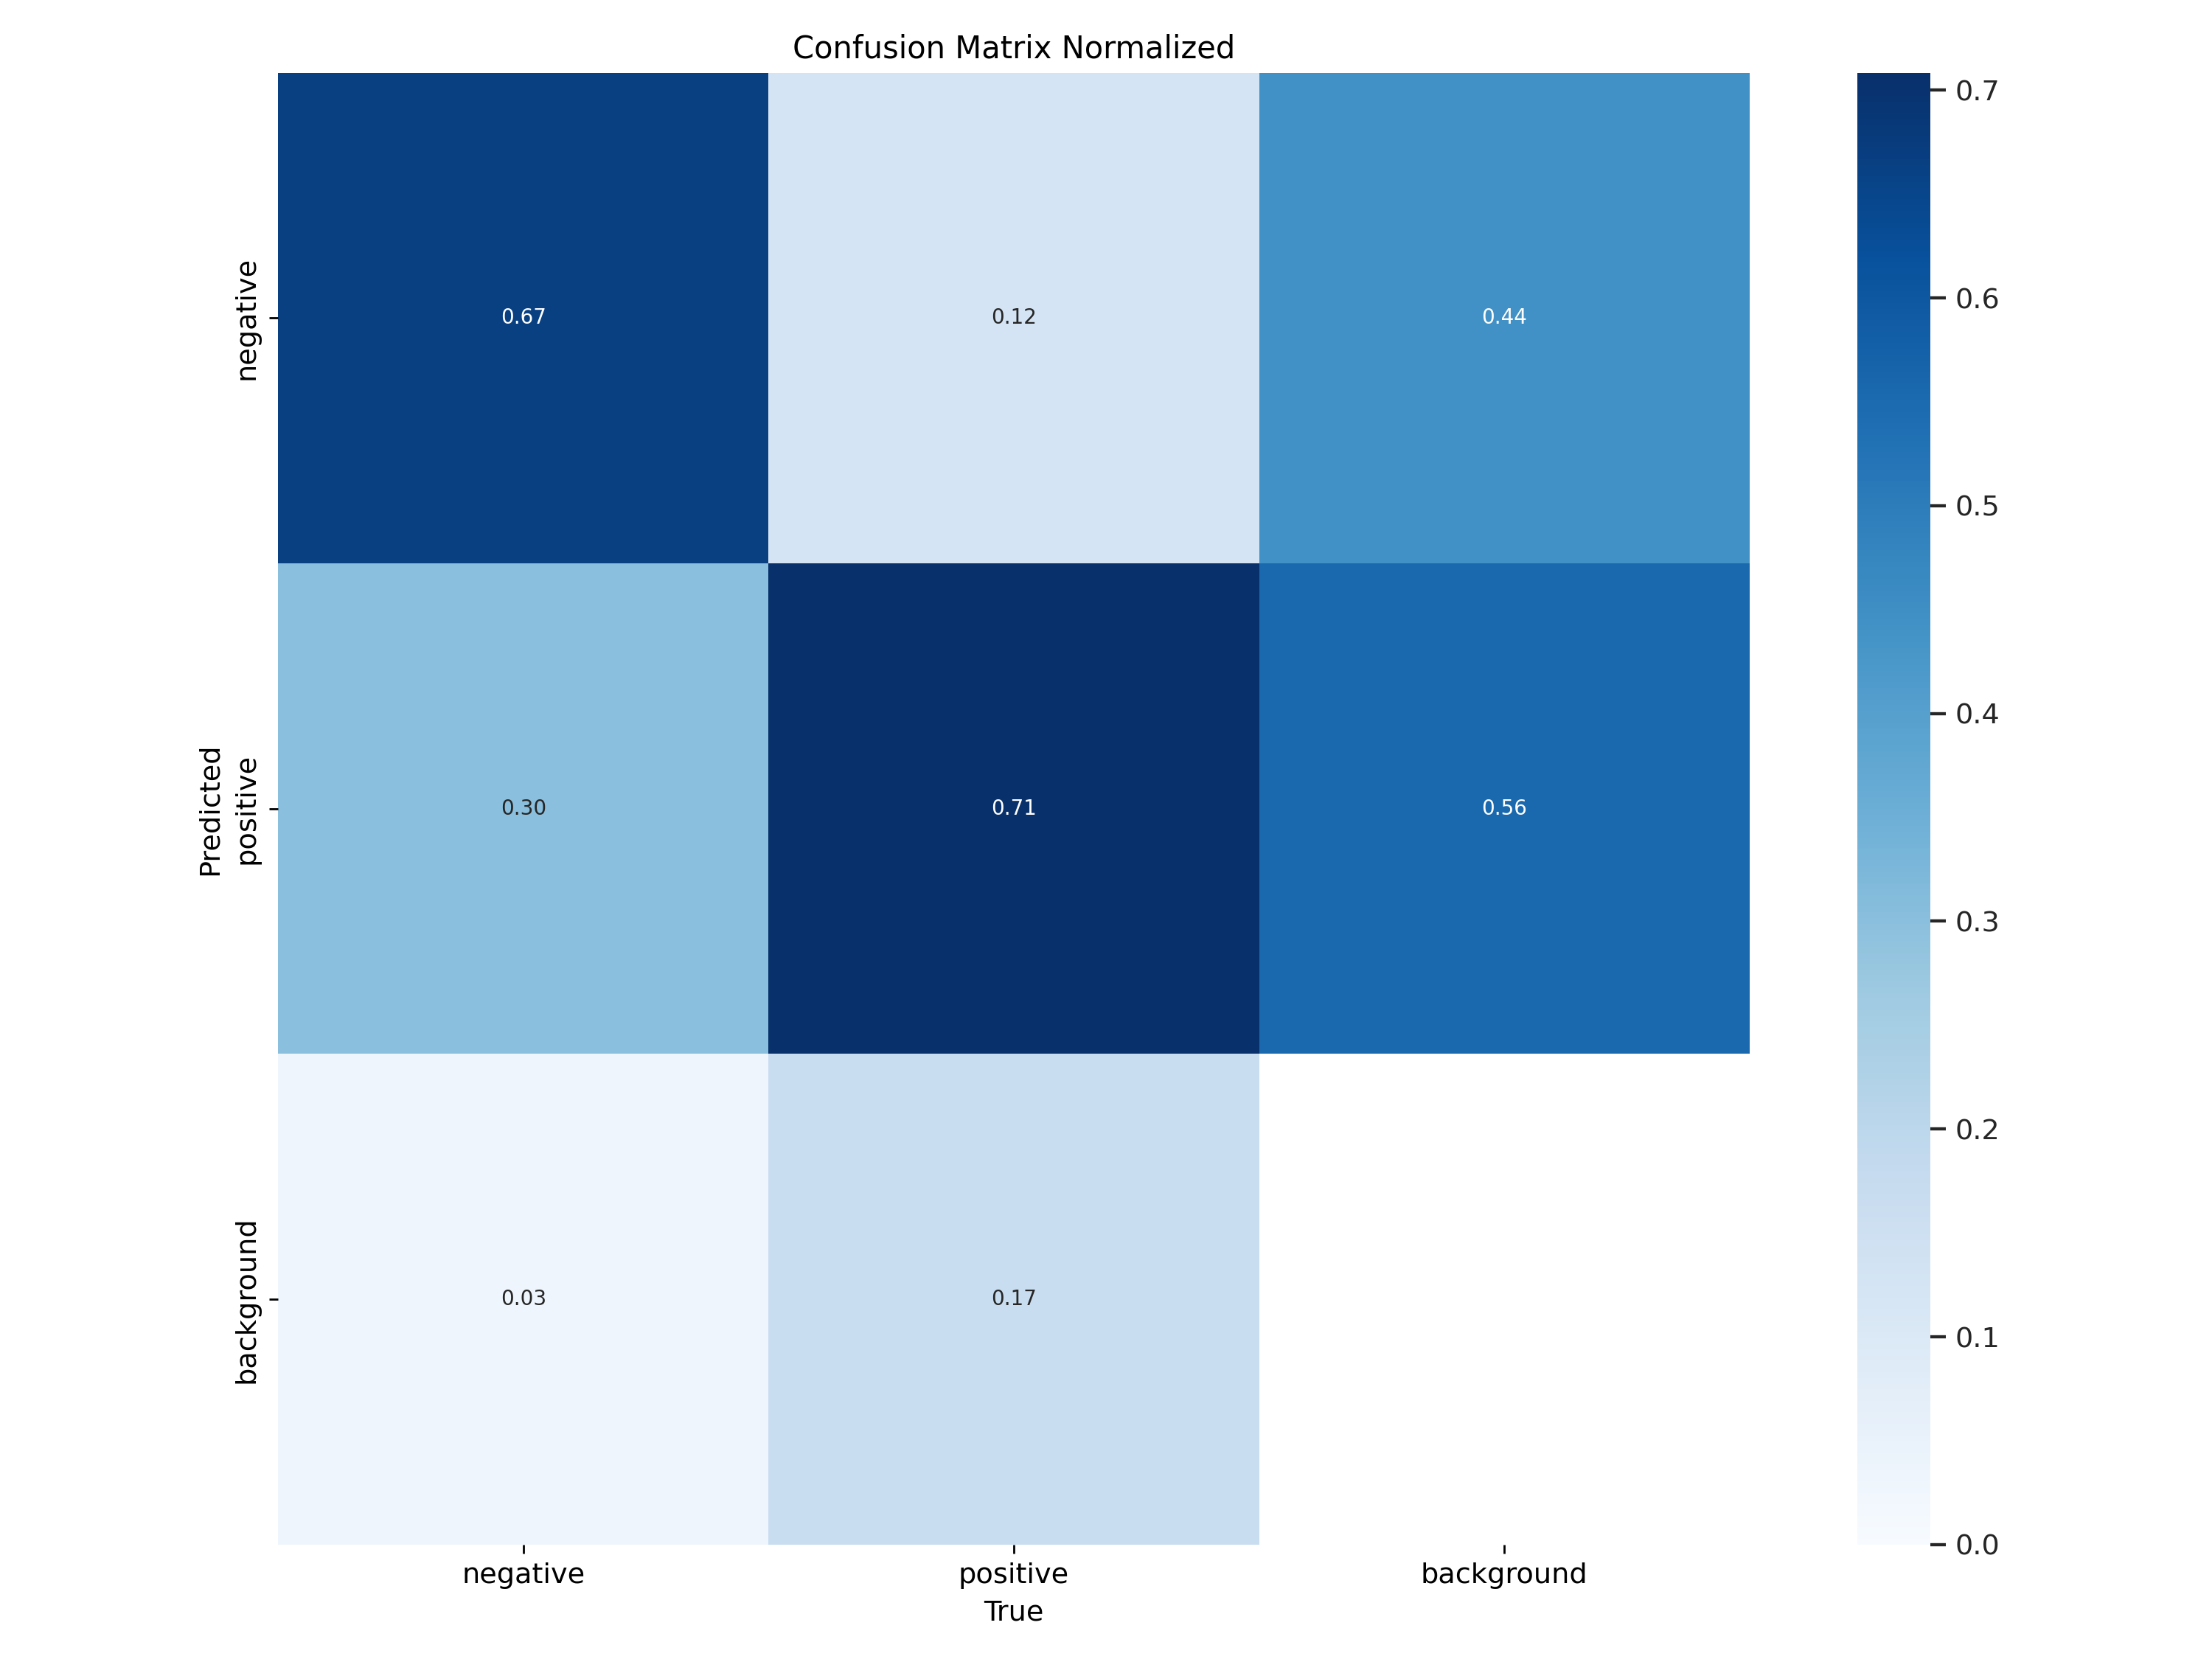 Confusion Matrix Normalized
negative
0.67
0.12
0.44
Predicted
positive
0.30
0.71
0.56
background
0.03
0.17
negative
positive
background
True
0.7
0.6
0.5
0.4
0.3
0.2
0.1
0.0